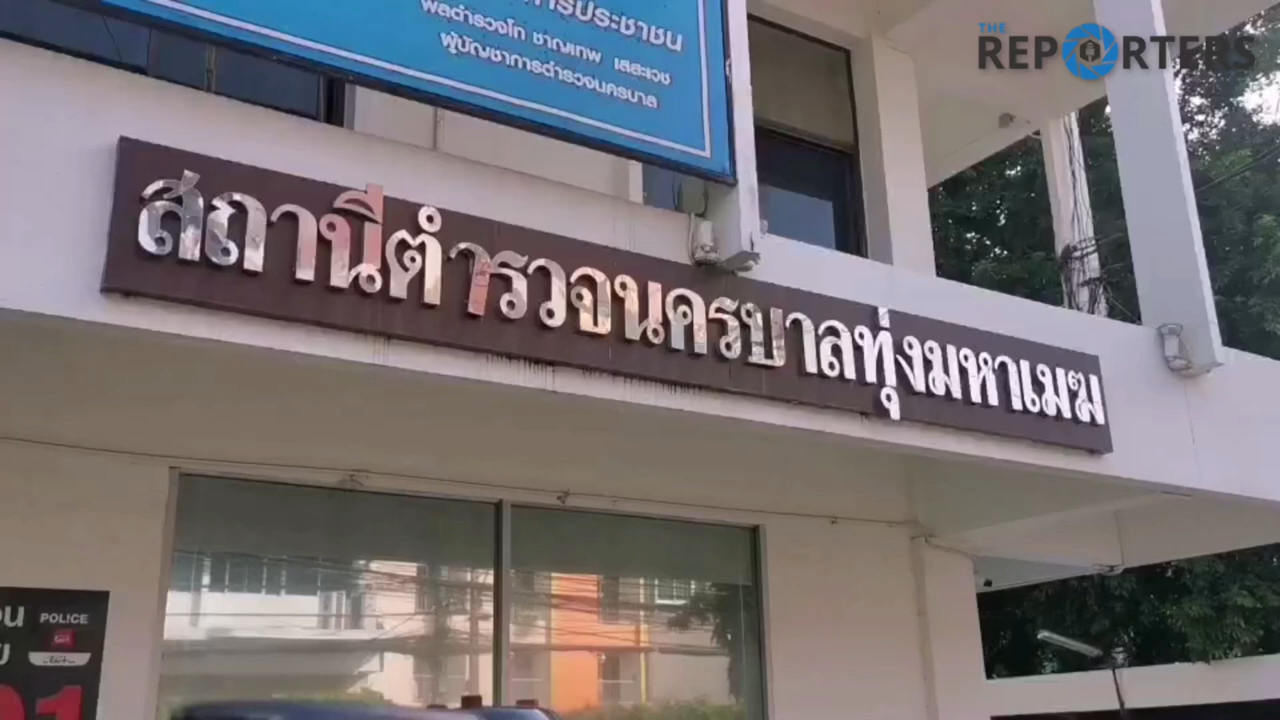 การประชาชน
พลตำรวจโท ชาญเทพ เสสะเวช
ผู้บัญชาการตำรวจนครบาล
THE
REPORTERS
สถานีตำรวจนครบาลทุ่งมหาเมฆ
POLICE